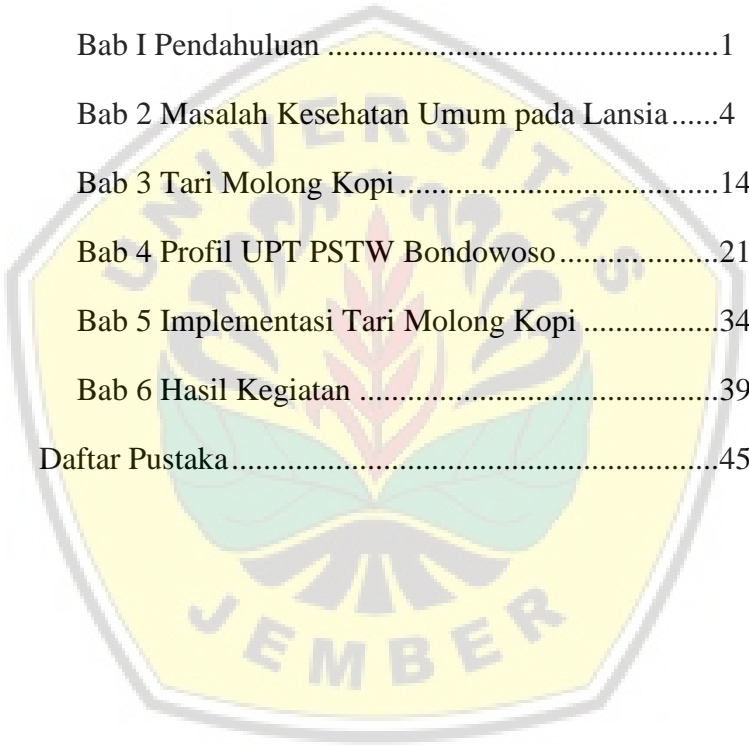 Bab I Pendahuluan ..................................................1
Bab 2 Masalah Kesehatan Umum pada Lansia......4
Bab 3 Tari Molong Kopi ........................................14
Bab 4 Profil UPT PSTW Bondowoso....................21
Bab 5 Implementasi Tari Molong Kopi .................34
Bab 6 Hasil Kegiatan .............................................39
Daftar Pustaka.............................................................45
UNIVERSITAS
JEMBER